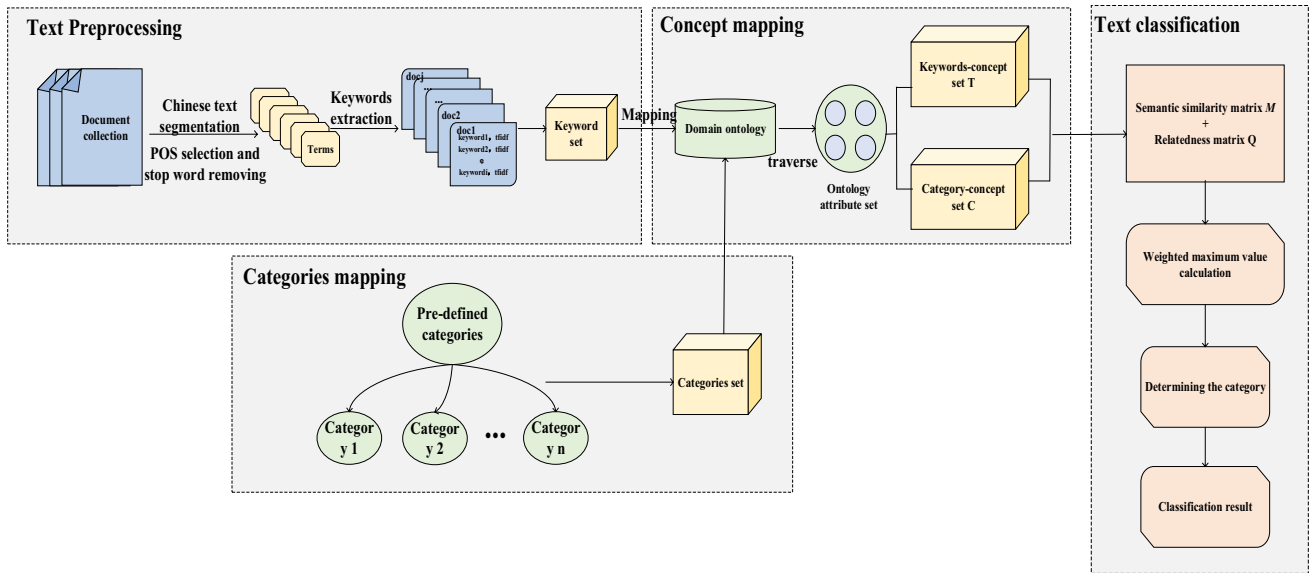 Text Preprocessing
Document
collection
Chinese text
segmentation
POS selection and
stop word removing
Terms
Keywords
extraction
docj
...
...
doc2
doc1
keyword1, tfidf
keyword2, tfidf
keywordi, tfidf
Keyword
set
Mapping
Concept mapping
Domain ontology
traverse
Ontology
attribute set
Keywords-concept
set T
Category-concept
set C
Categories mapping
Pre-defined
categories
Categor
y 1
Categor
y 2
•••
Categor
y n
Categories set
Text classification
Semantic similarity matrix M
+
Relatedness matrix Q
Weighted maximum value
calculation
Determining the category
Classification result